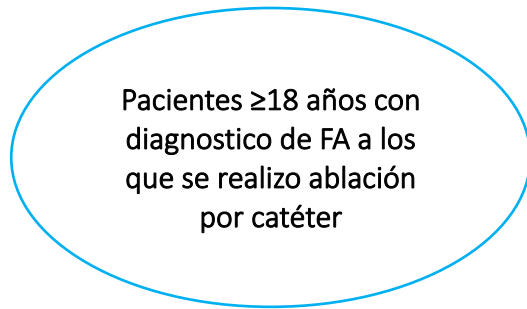 Pacientes ≥18 años con
diagnostico de FA a los
que se realizo ablación
por catéter